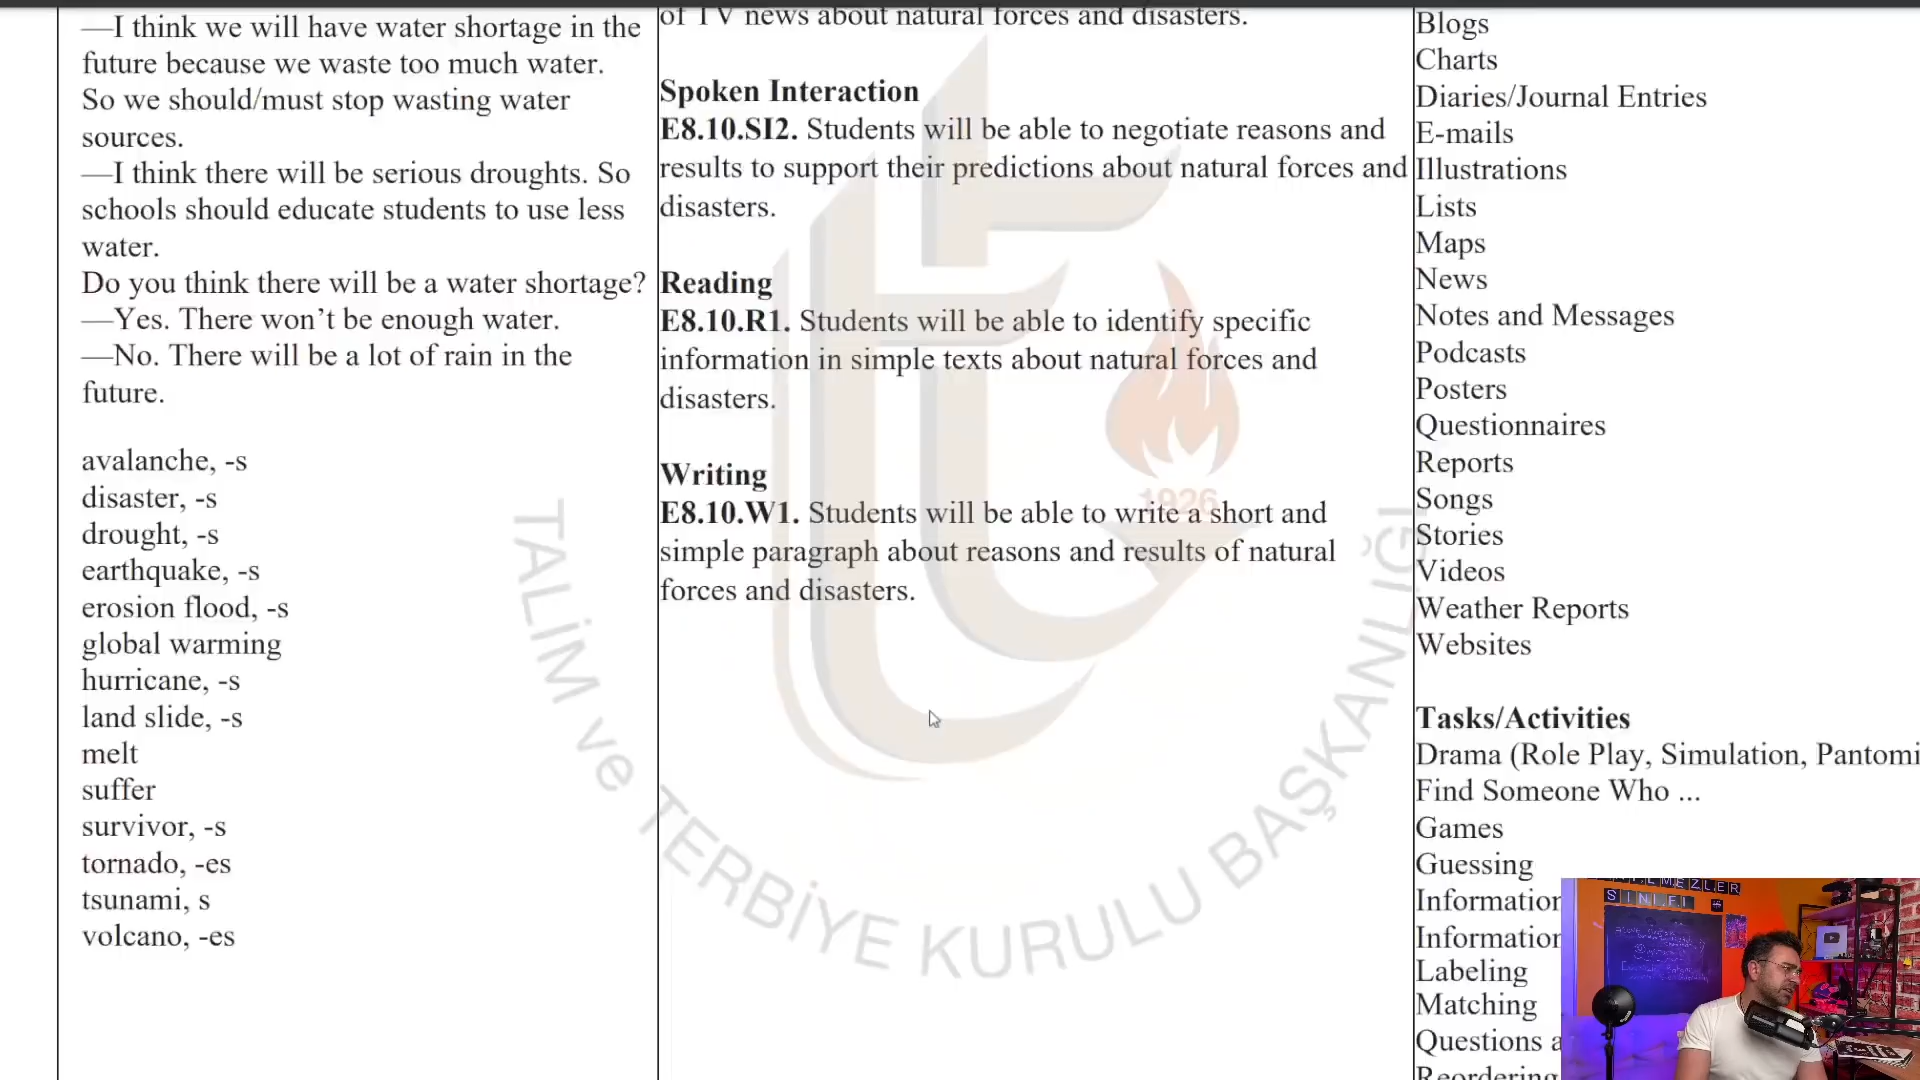 —I think we will have water shortage in the
future because we waste too much water.
So we should/must stop wasting water
sources.
—I think there will be serious droughts. So
schools should educate students to use less
water.
Do you think there will be a water shortage?
—Yes. There won’t be enough water.
—No. There will be a lot of rain in the
future.
avalanche, -s
disaster, -s
drought, -s
earthquake, -s
erosion flood, -s
global warming
hurricane, -s
land slide, -s
melt
suffer
survivor, -s
tornado, -es
tsunami, s
volcano, -es
of TV news about natural forces and disasters.
Spoken Interaction
E8.10.SI2. Students will be able to negotiate reasons and
results to support their predictions about natural forces and
disasters.
Reading
E8.10.R1. Students will be able to identify specific
information in simple texts about natural forces and
disasters.
Writing
E8.10.W1. Students will be able to write a short and
simple paragraph about reasons and results of natural
forces and disasters.
1926
TALİM ve TERBİYE KURULU BAŞKANLIĞI
Blogs
Charts
Diaries/Journal Entries
E-mails
Illustrations
Lists
Maps
News
Notes and Messages
Podcasts
Posters
Questionnaires
Reports
Songs
Stories
Videos
Weather Reports
Websites
Tasks/Activities
Drama (Role Play, Simulation, Pantomi
Find Someone Who ...
Games
Guessing
Information
Information
Labeling
Matching
Questions a
Reordering
SINIFI